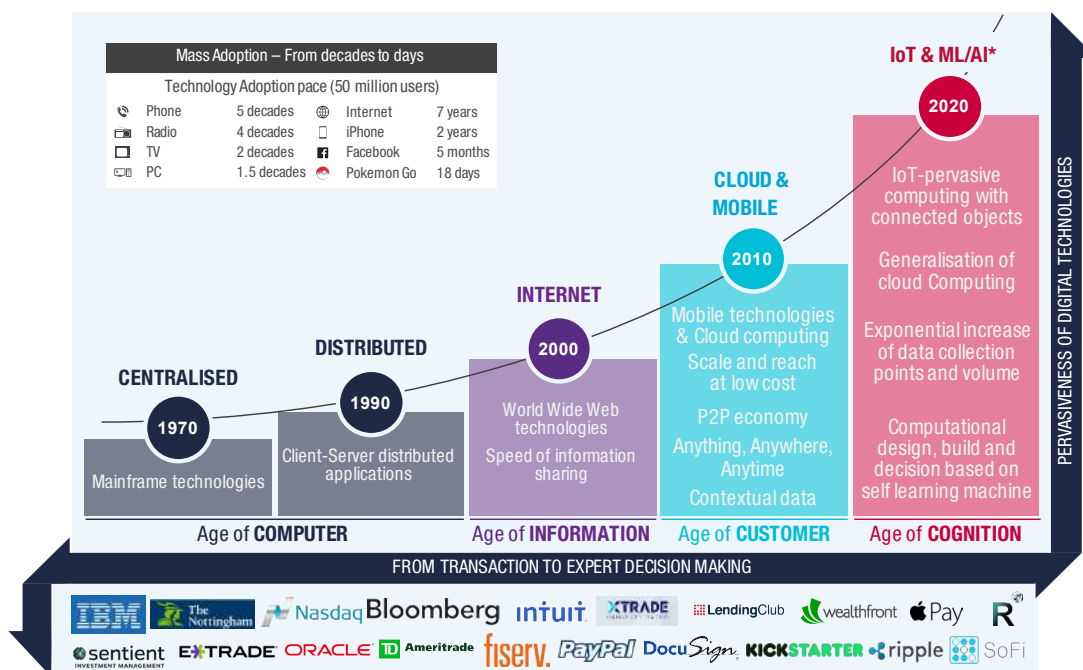 Mass Adoption – From decades to days
Technology Adoption pace (50 million users)
Phone 5 decades Internet 7 years
Radio 4 decades iPhone 2 years
TV 2 decades Facebook 5 months
PC 1.5 decades Pokemon Go 18 days
CENTRALISED
1970
Mainframe technologies
DISTRIBUTED
1990
Client-Server distributed
applications
Age of COMPUTER
INTERNET
2000
World Wide Web
technologies
Speed of information
sharing
Age of INFORMATION
CLOUD &
MOBILE
2010
Mobile technologies
& Cloud computing
Scale and reach
at low cost
P2P economy
Anything, Anywhere,
Anytime
Contextual data
Age of CUSTOMER
IoT & ML/AI*
2020
IoT-pervasive
computing with
connected objects
Generalisation of
cloud Computing
Exponential increase
of data collection
points and volume
Computational
design, build and
decision based on
self learning machine
Age of COGNITION
PERVASIVENESS OF DIGITAL TECHNOLOGIES
FROM TRANSACTION TO EXPERT DECISION MAKING
IBM The Nottingham Nasdaq Bloomberg intuit XTRADE LendingClub wealthfront Pay R
sentient INVESTMENT MANAGEMENT E*TRADE ORACLE TD Ameritrade fiserv. PayPal DocuSign KICKSTARTER ripple SoFi